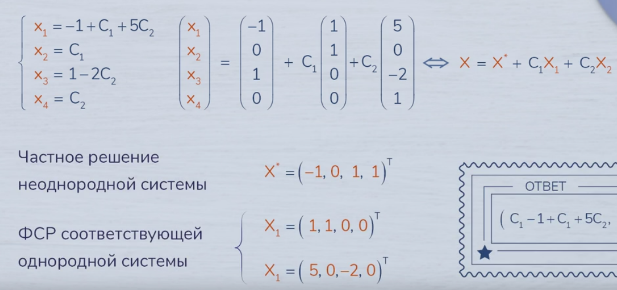 x₁ = −1 + C₁ + 5C₂
x₂ = C₁
x₃ = 1 − 2C₂
x₄ = C₂
(x₁ x₂ x₃ x₄) = (−1 0 1 0) + C₁ (1 1 0 0) + C₂ (5 0 −2 1) ⇔ X = X* + C₁X₁ + C₂X₂
Частное решение
неоднородной системы
X* = (−1, 0, 1, 1)ᵀ
ФСР соответствующей
однородной системы
X₁ = (1, 1, 0, 0)ᵀ
X₁ = (5, 0, −2, 0)ᵀ
ОТВЕТ
( C₁ −1 + C₁ + 5C₂,